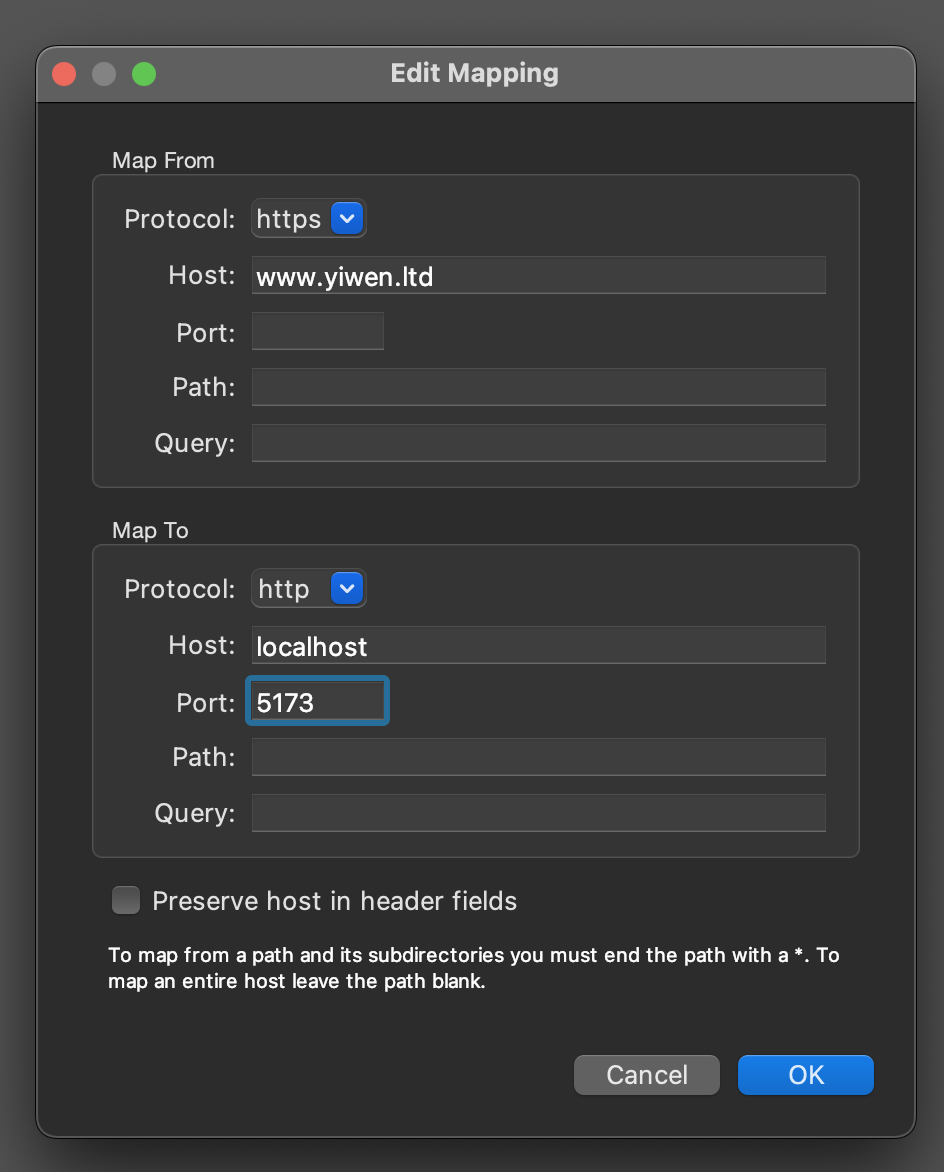 Edit Mapping
Map From
Protocol: https
Host: www.yiwen.ltd
Port:
Path:
Query:
Map To
Protocol: http
Host: localhost
Port: 5173
Path:
Query:
Preserve host in header fields
To map from a path and its subdirectories you must end the path with a *. To
map an entire host leave the path blank.
Cancel OK